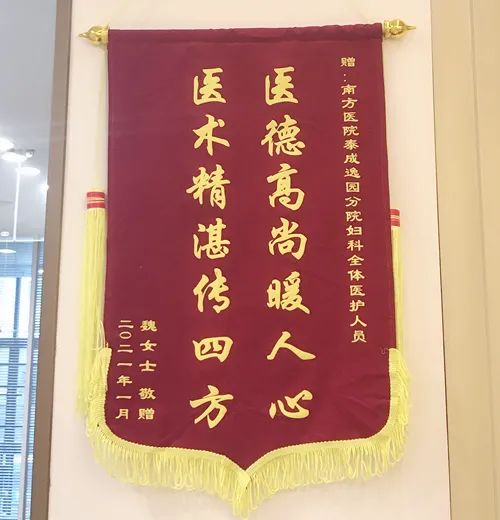 赠：南方医院泰成逸园分院妇科全体医护人员
医德高尚暖人心
医术精湛传四方
魏女士 敬赠
二〇二一年一月